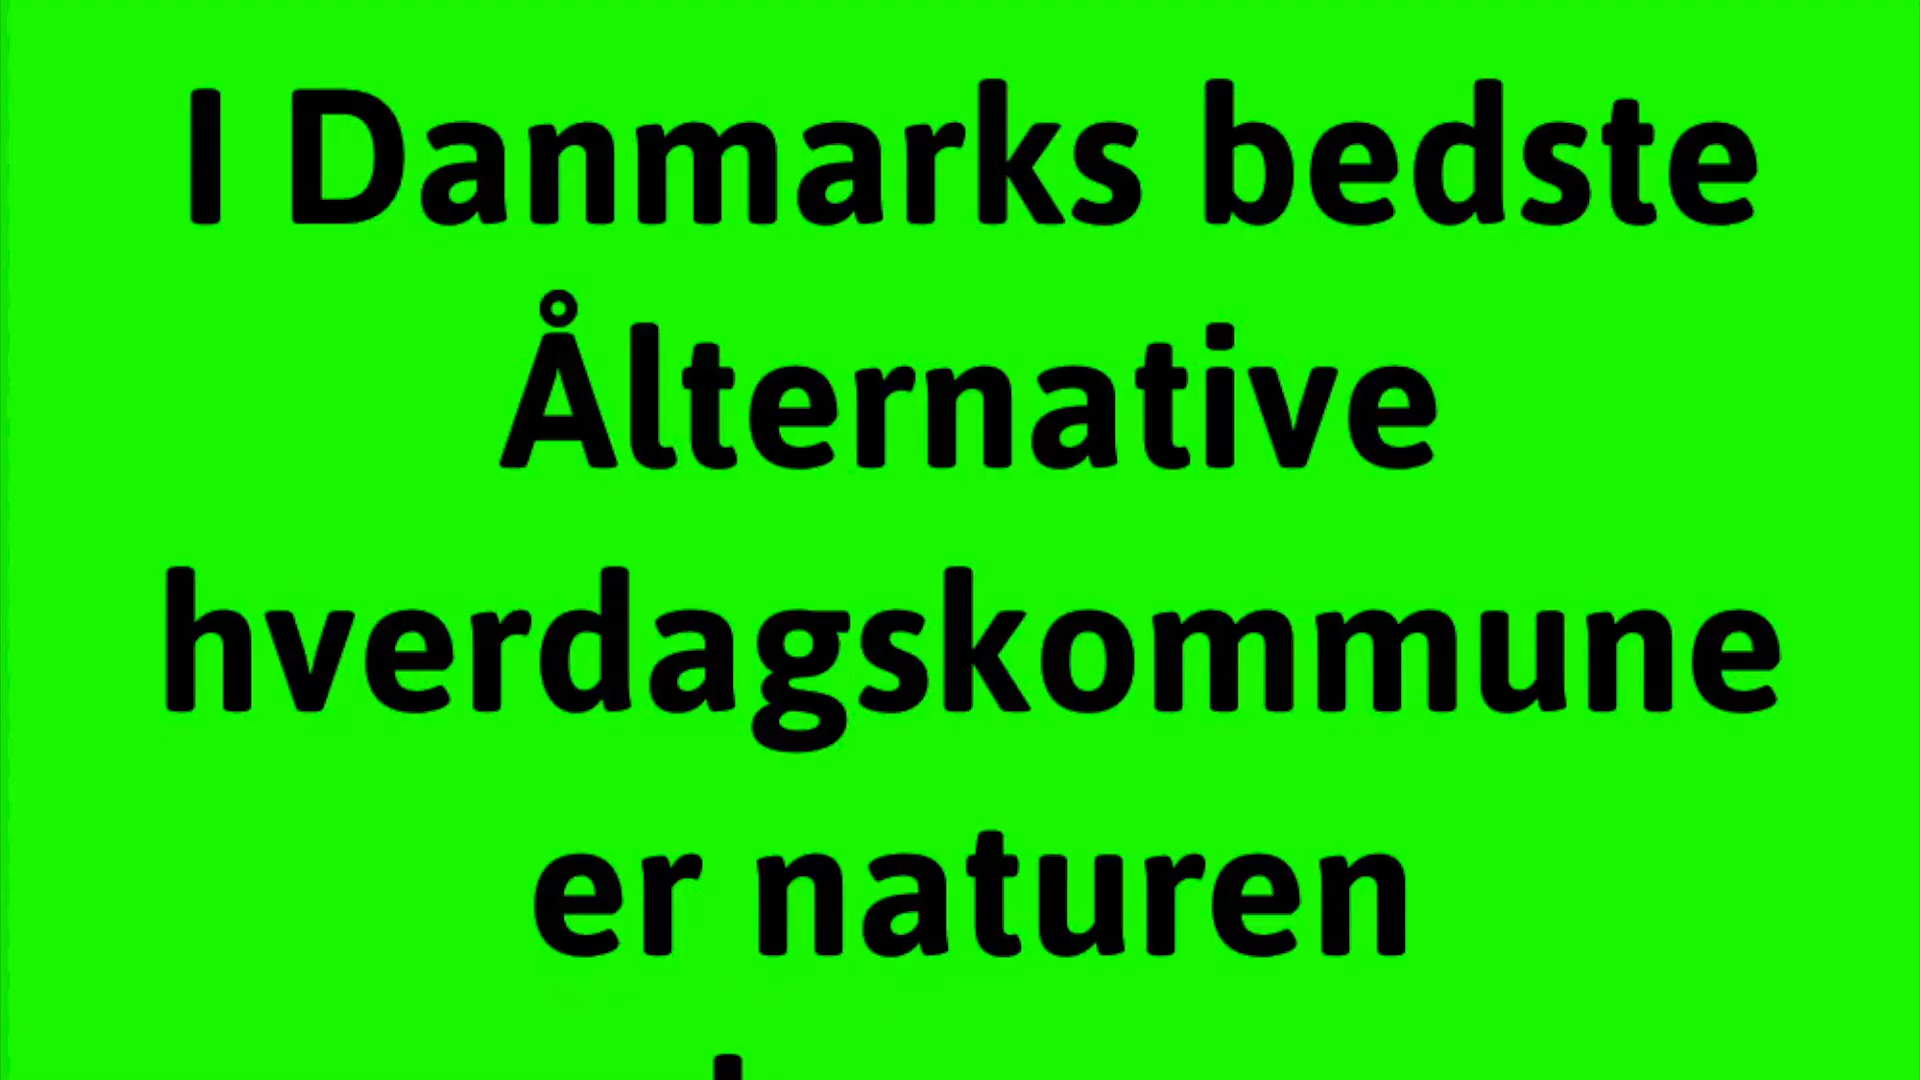 I Danmarks bedste
Ålternative
hverdagskommune
er naturen